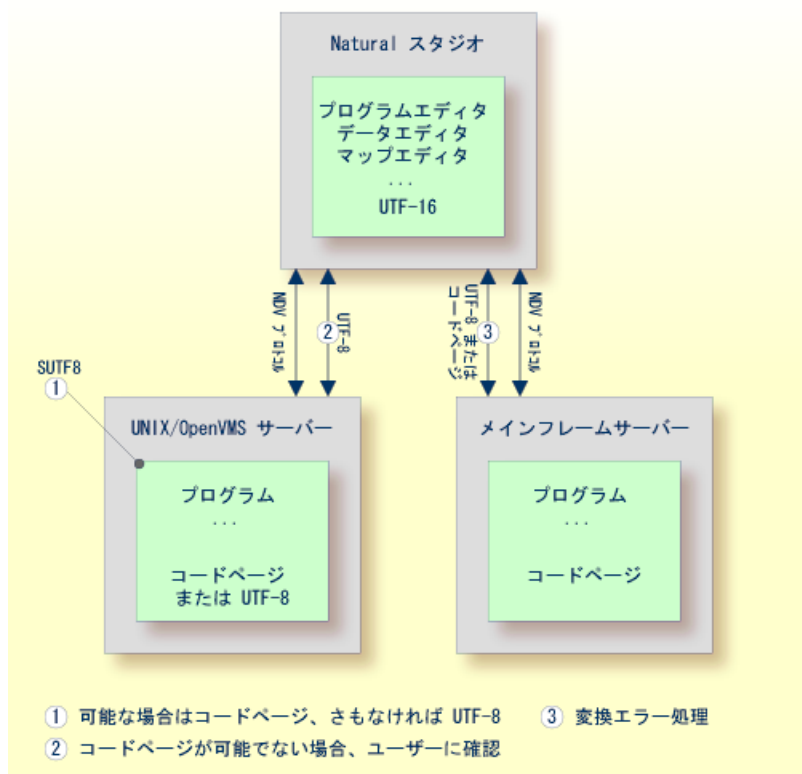 Natural スタジオ
プログラムエディタ
データエディタ
マップエディタ
...
UTF-16
NDV プロトコル
② UTF-8
UTF-8 または
コードページ
③
NDV プロトコル
SUTF8
①
UNIX/OpenVMS サーバー
プログラム
...
コードページ
または UTF-8
メインフレームサーバー
プログラム
...
コードページ
① 可能な場合はコードページ、さもなければ UTF-8
② コードページが可能でない場合、ユーザーに確認
③ 変換エラー処理